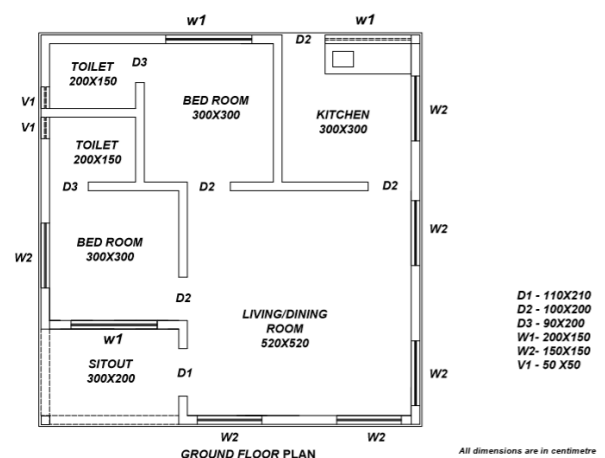 w1
w1
D2
TOILET
200X150
D3
BED ROOM
300X300
KITCHEN
300X300
V1
V1
W2
TOILET
200X150
D3
D2
D2
BED ROOM
300X300
W2
W2
D2
LIVING/DINING
ROOM
520X520
w1
SITOUT
300X200
D1
W2
W2
W2
GROUND FLOOR PLAN
D1 - 110X210
D2 - 100X200
D3 - 90X200
W1- 200X150
W2- 150X150
V1 - 50 X50
All dimensions are in centimetre